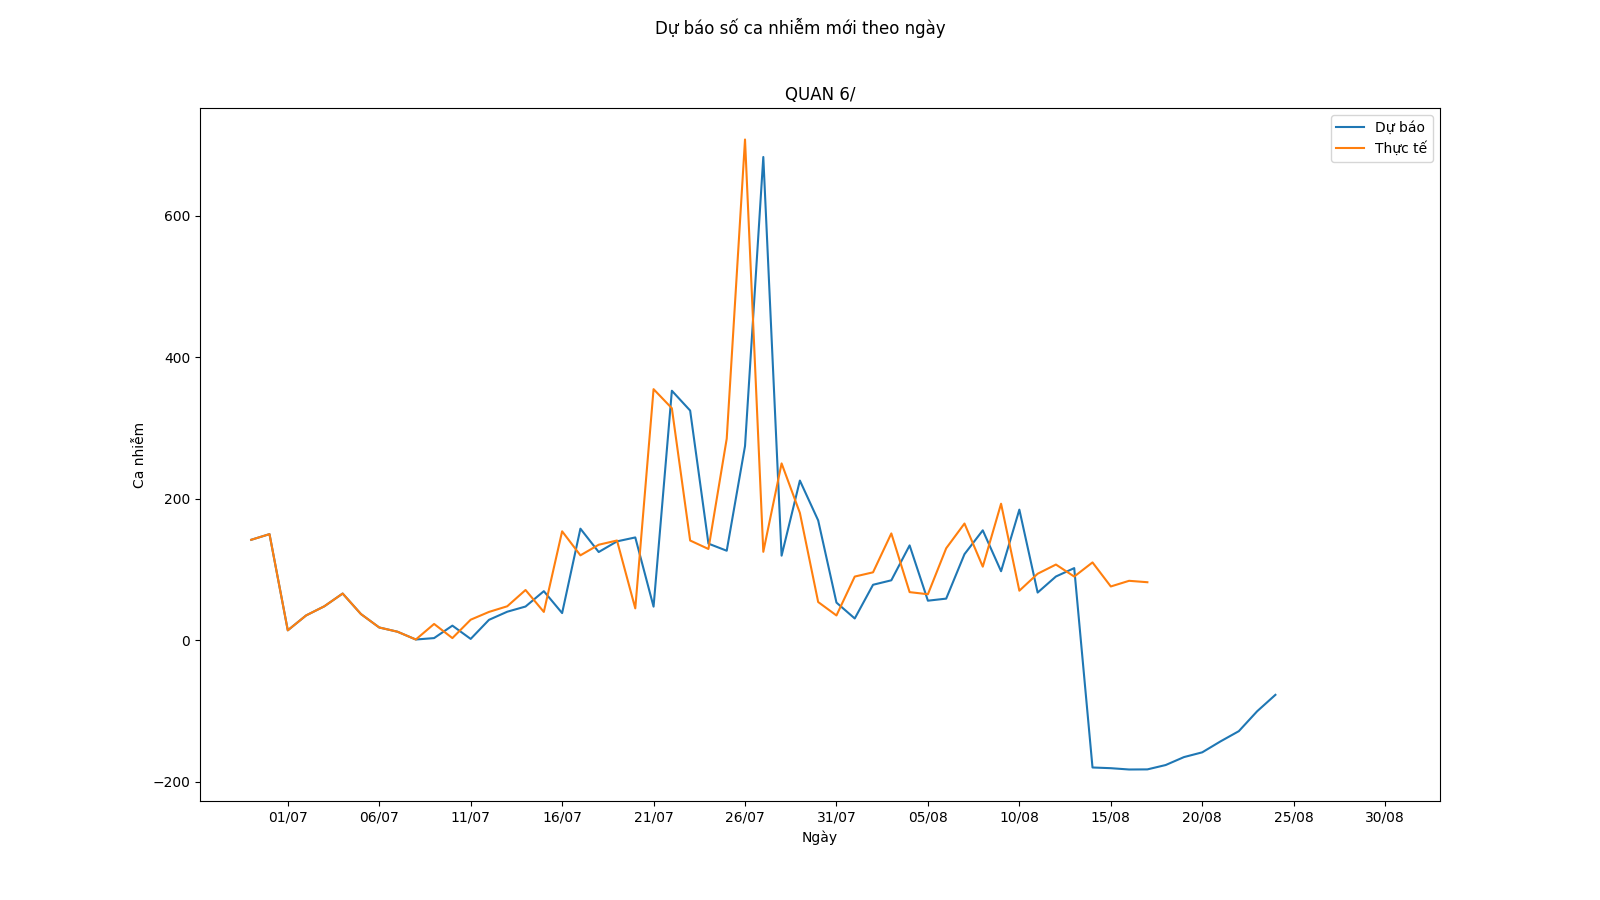 Dự báo số ca nhiễm mới theo ngày
QUAN 6/
Dự báo
Thực tế
600
400
200
0
−200
Ca nhiễm
01/07 06/07 11/07 16/07 21/07 26/07 31/07 05/08 10/08 15/08 20/08 25/08 30/08
Ngày